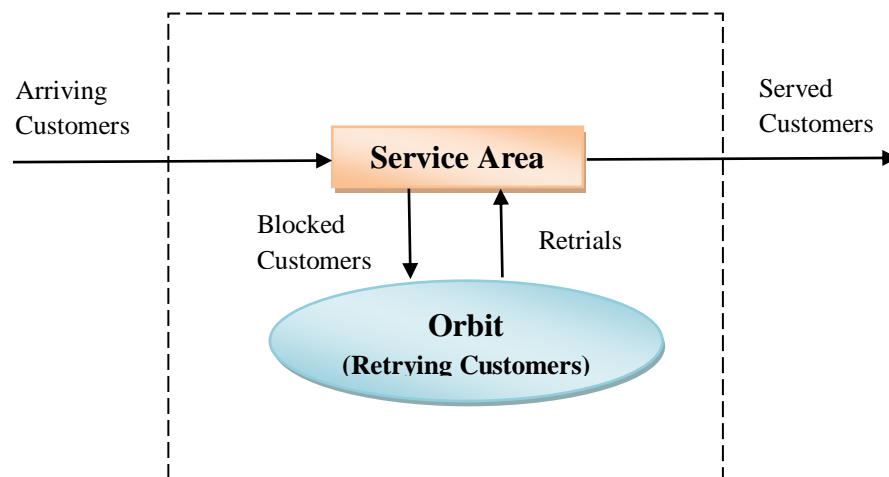 Arriving
Customers
Service Area
Served
Customers
Blocked
Customers
Retrials
Orbit
(Retrying Customers)